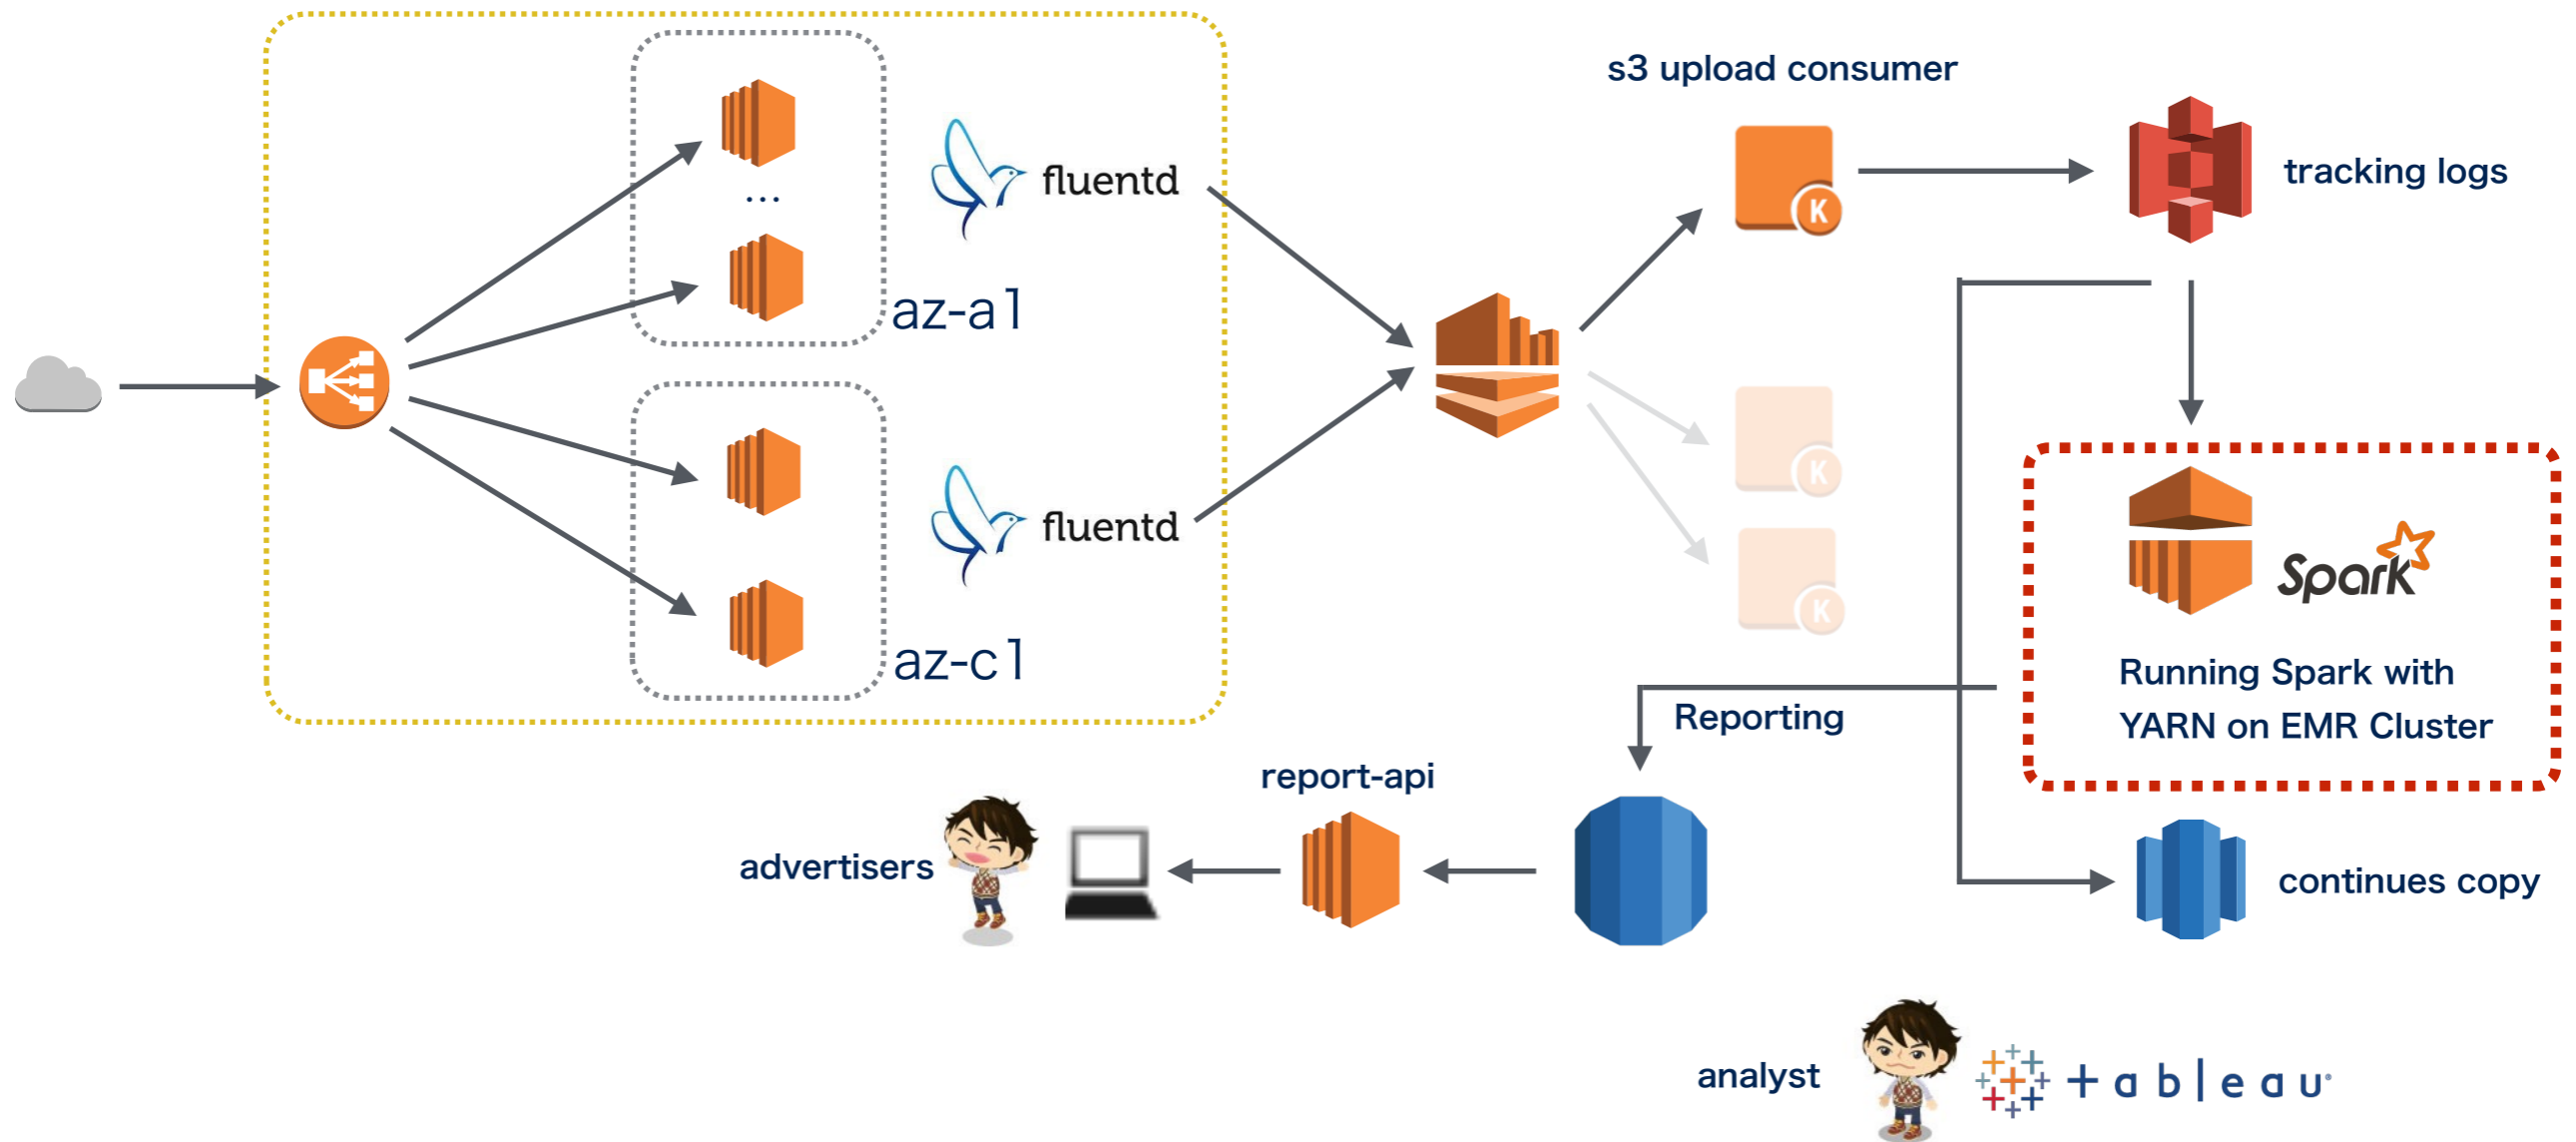 s3 upload consumer
fluentd
K
tracking logs
...
az-a1
K
fluentd
Spark
K
az-c1
Running Spark with
YARN on EMR Cluster
Reporting
report-api
advertisers
continues copy
analyst
+ableau®